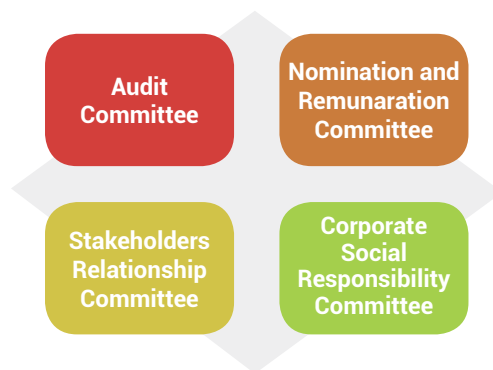 Audit
Committee
Nomination and
Remunaration
Committee
Stakeholders
Relationship
Committee
Corporate
Social
Responsibility
Committee